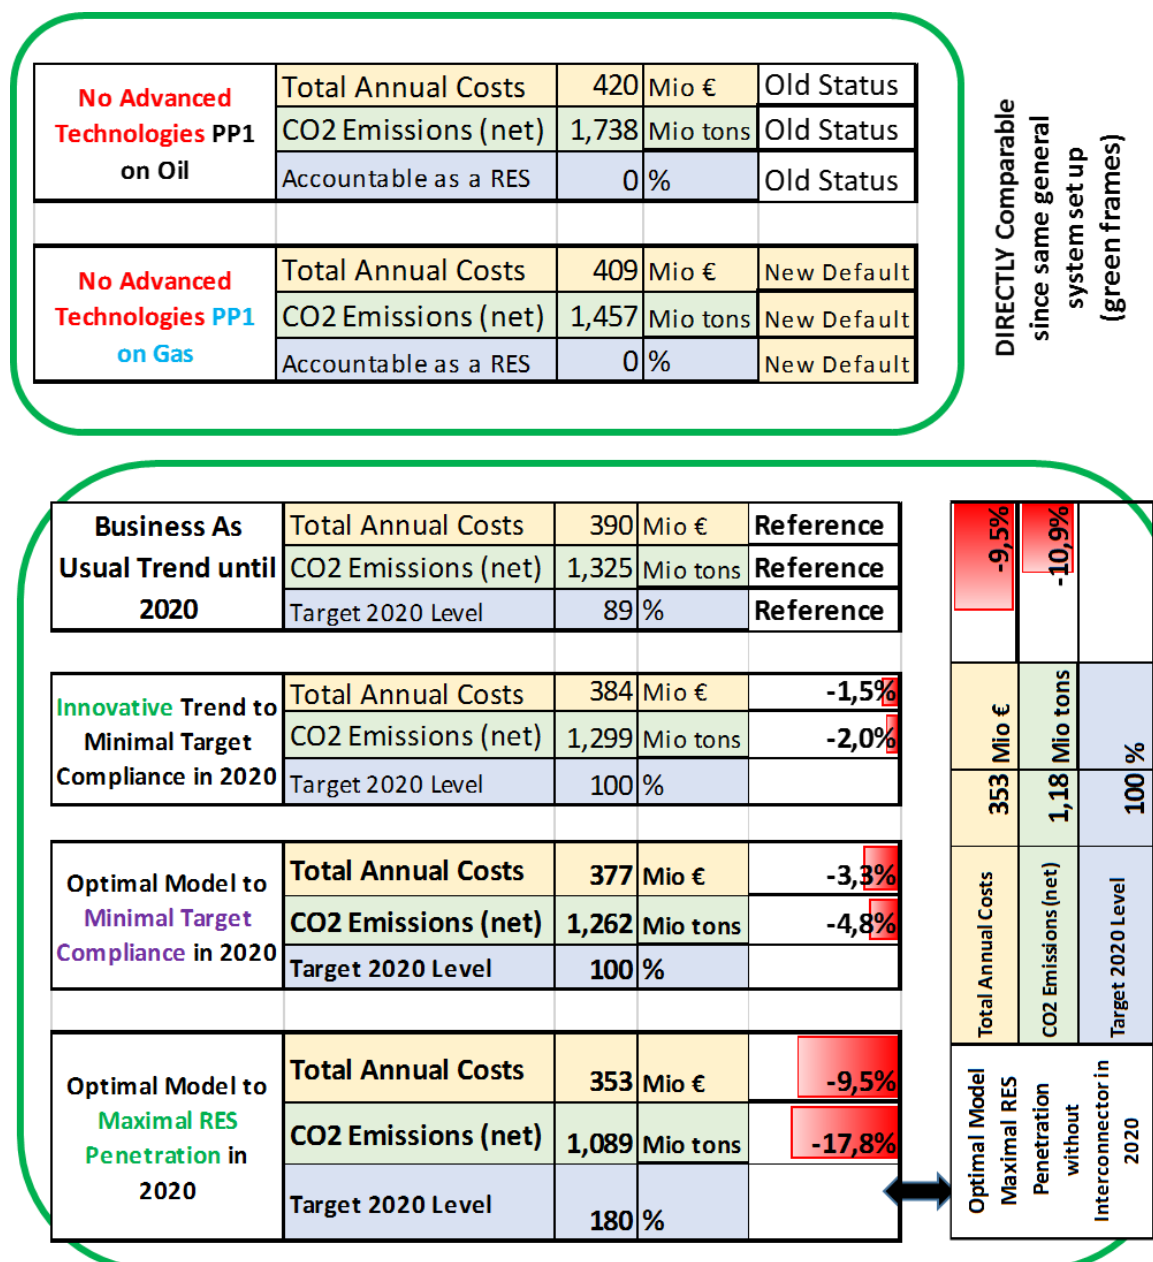 No Advanced
Technologies PP1
on Oil
Total Annual Costs 420 Mio € Old Status
CO2 Emissions (net) 1,738 Mio tons Old Status
Accountable as a RES 0 % Old Status
No Advanced
Technologies PP1
on Gas
Total Annual Costs 409 Mio € New Default
CO2 Emissions (net) 1,457 Mio tons New Default
Accountable as a RES 0 % New Default
DIRECTLY Comparable
since same general
system set up
(green frames)
Business As
Usual Trend until
2020
Total Annual Costs 390 Mio € Reference
CO2 Emissions (net) 1,325 Mio tons Reference
Target 2020 Level 89 % Reference
Innovative Trend to
Minimal Target
Compliance in 2020
Total Annual Costs 384 Mio € -1,5%
CO2 Emissions (net) 1,299 Mio tons -2,0%
Target 2020 Level 100 %
Optimal Model to
Minimal Target
Compliance in 2020
Total Annual Costs 377 Mio € -3,3%
CO2 Emissions (net) 1,262 Mio tons -4,8%
Target 2020 Level 100 %
Optimal Model to
Maximal RES
Penetration in
2020
Total Annual Costs 353 Mio € -9,5%
CO2 Emissions (net) 1,089 Mio tons -17,8%
Target 2020 Level 180 %
Optimal Model
Maximal RES
Penetration
without
Interconnector in
2020
Total Annual Costs 353 Mio € -9,5%
CO2 Emissions (net) 1,18 Mio tons -10,9%
Target 2020 Level 100 %